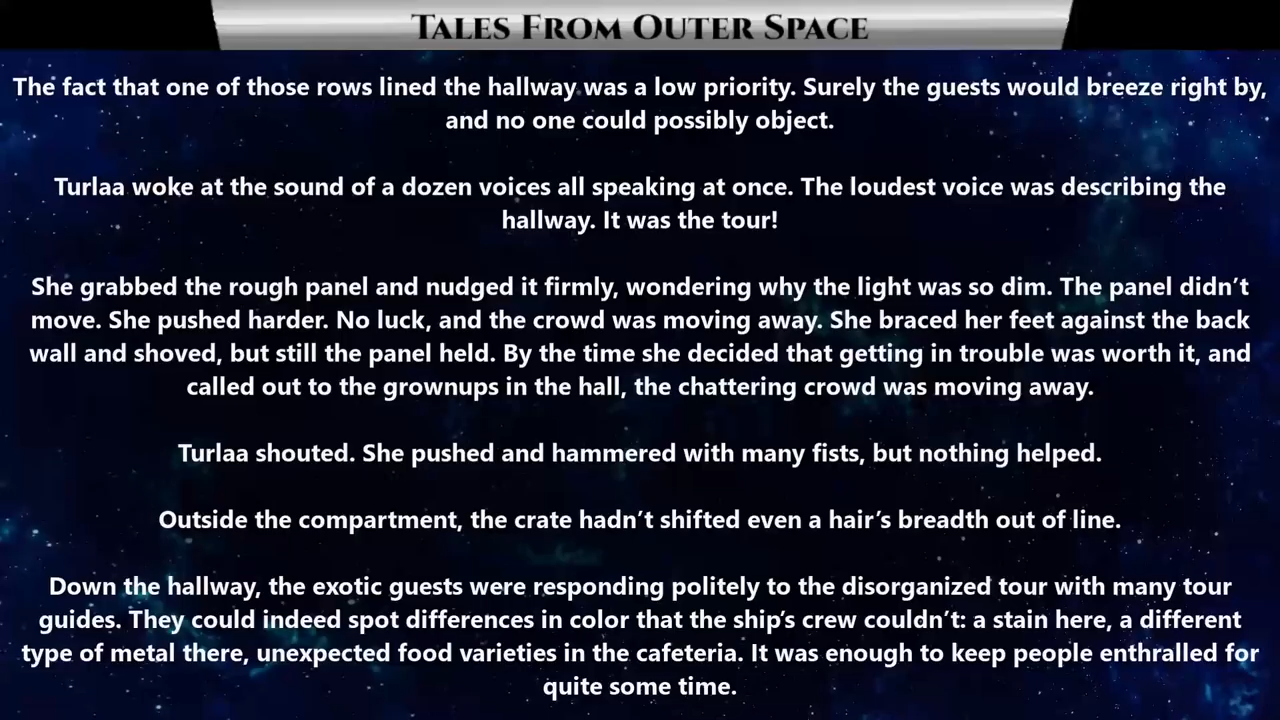 Tales From Outer Space
The fact that one of those rows lined the hallway was a low priority. Surely the guests would breeze right by,
and no one could possibly object.
Turlaa woke at the sound of a dozen voices all speaking at once. The loudest voice was describing the
hallway. It was the tour!
She grabbed the rough panel and nudged it firmly, wondering why the light was so dim. The panel didn’t
move. She pushed harder. No luck, and the crowd was moving away. She braced her feet against the back
wall and shoved, but still the panel held. By the time she decided that getting in trouble was worth it, and
called out to the grownups in the hall, the chattering crowd was moving away.
Turlaa shouted. She pushed and hammered with many fists, but nothing helped.
Outside the compartment, the crate hadn’t shifted even a hair’s breadth out of line.
Down the hallway, the exotic guests were responding politely to the disorganized tour with many tour
guides. They could indeed spot differences in color that the ship’s crew couldn’t: a stain here, a different
type of metal there, unexpected food varieties in the cafeteria. It was enough to keep people enthralled for
quite some time.